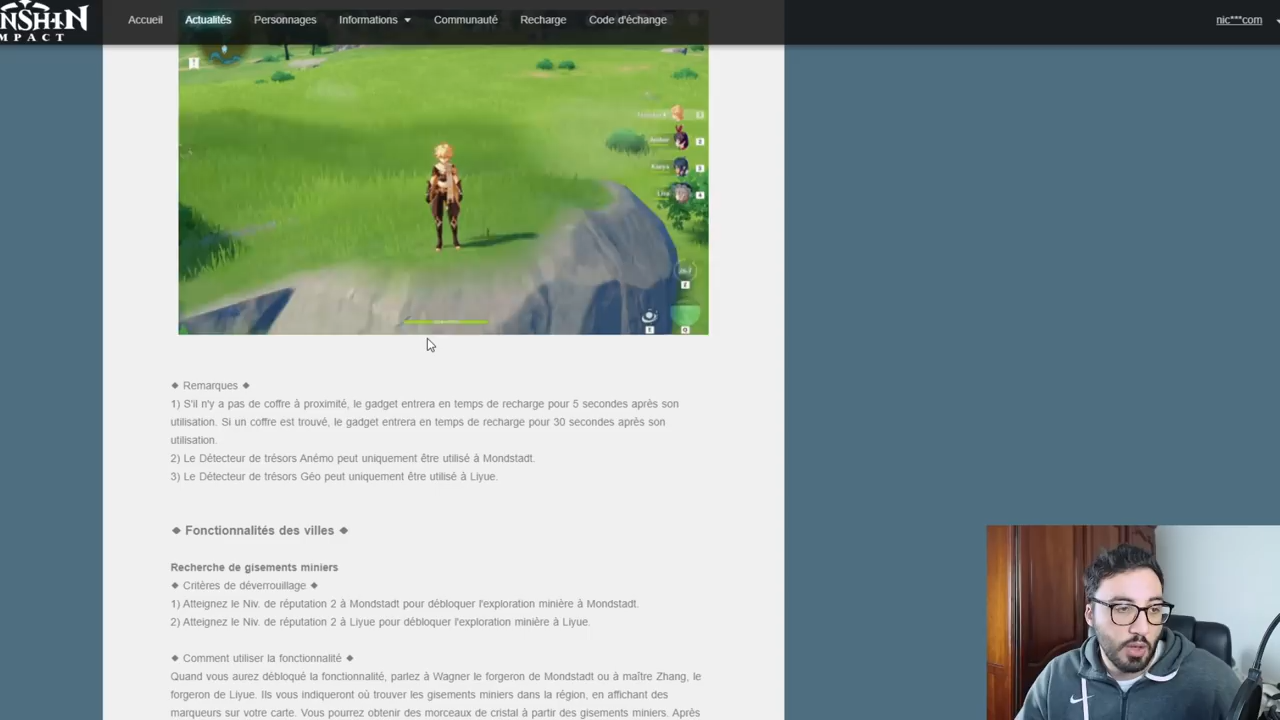 NSHIN
MPACT
Accueil Actualités Personnages Informations Communauté Recharge Code d'échange nic***com
Amber
Kaeya
Lisa
◆ Remarques ◆
1) S'il n'y a pas de coffre à proximité, le gadget entrera en temps de recharge pour 5 secondes après son
utilisation. Si un coffre est trouvé, le gadget entrera en temps de recharge pour 30 secondes après son
utilisation.
2) Le Détecteur de trésors Anémo peut uniquement être utilisé à Mondstadt.
3) Le Détecteur de trésors Géo peut uniquement être utilisé à Liyue.
◆ Fonctionnalités des villes ◆
Recherche de gisements miniers
◆ Critères de déverrouillage ◆
1) Atteignez le Niv. de réputation 2 à Mondstadt pour débloquer l'exploration minière à Mondstadt.
2) Atteignez le Niv. de réputation 2 à Liyue pour débloquer l'exploration minière à Liyue.
◆ Comment utiliser la fonctionnalité ◆
Quand vous aurez débloqué la fonctionnalité, parlez à Wagner le forgeron de Mondstadt ou à maître Zhang, le
forgeron de Liyue. Ils vous indiqueront où trouver les gisements miniers dans la région, en affichant des
marqueurs sur votre carte. Vous pourrez obtenir des morceaux de cristal à partir des gisements miniers. Après